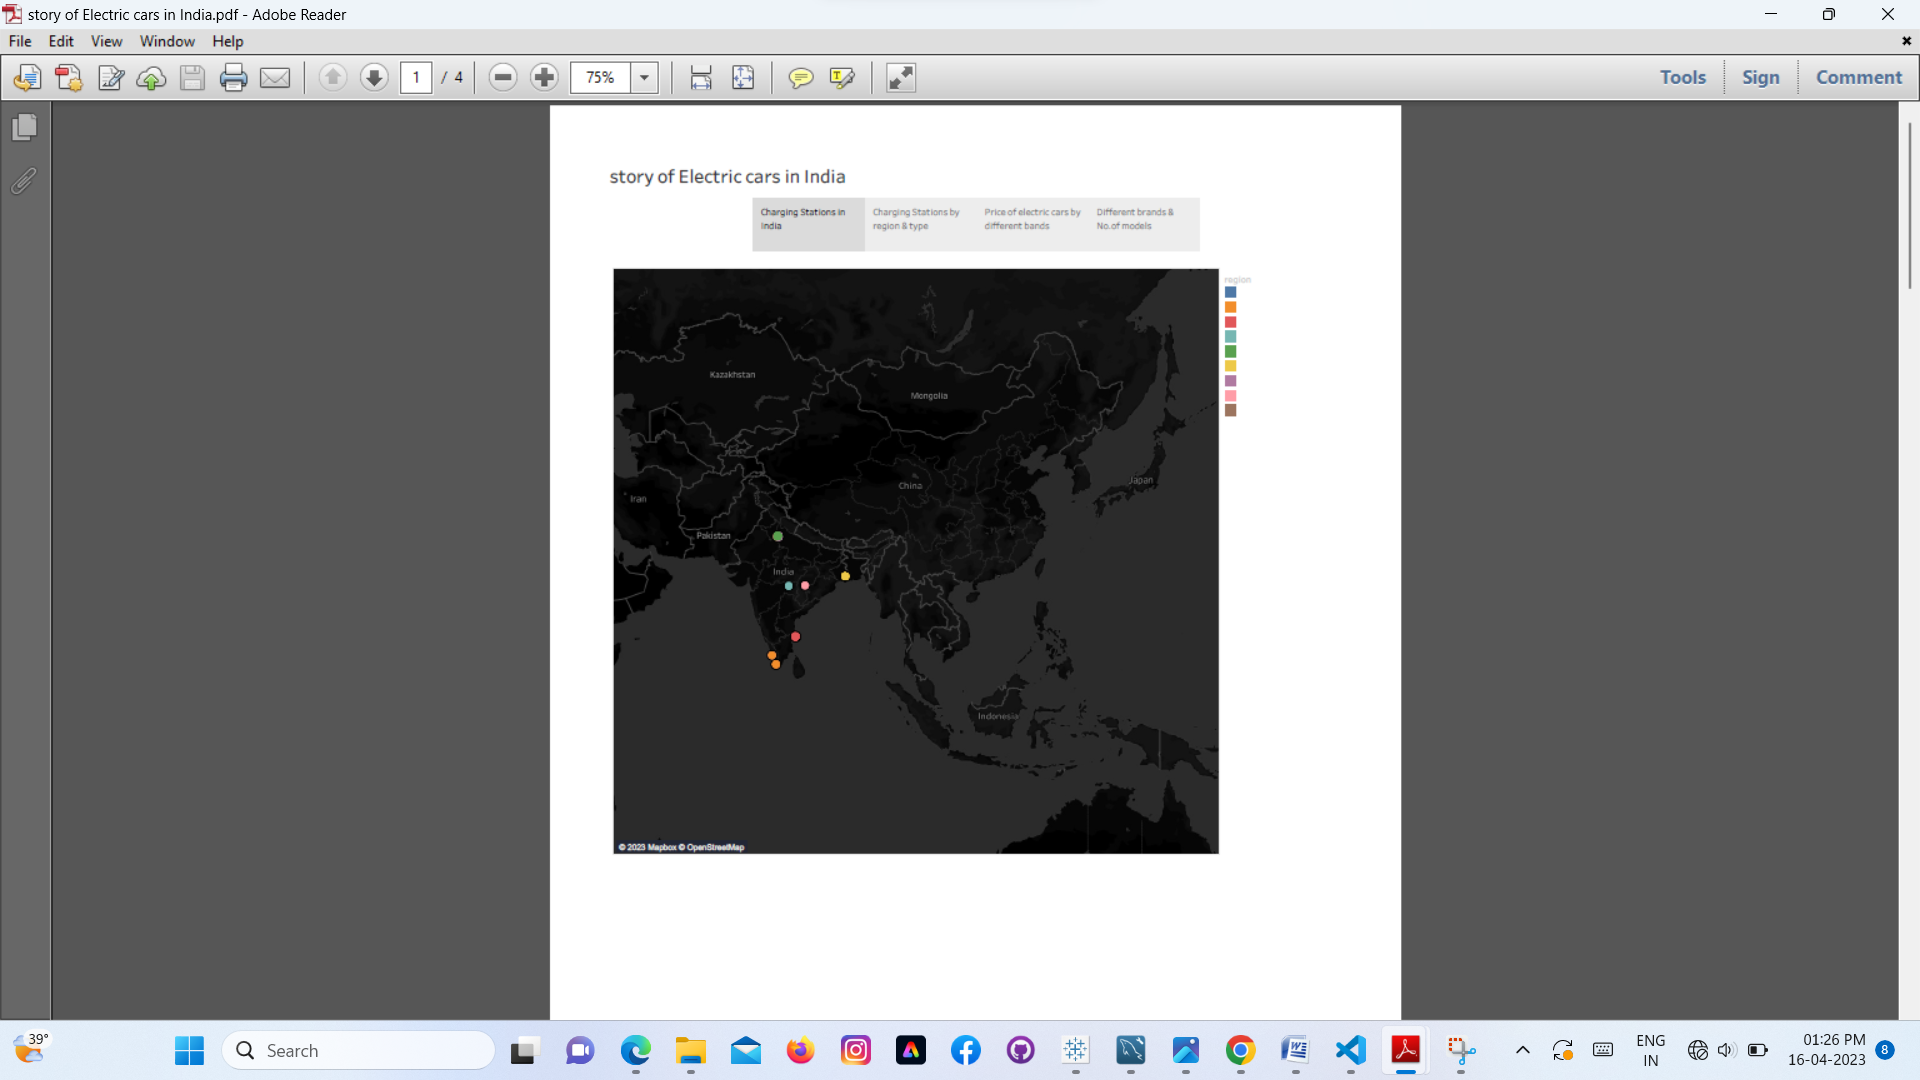 story of Electric cars in India.pdf - Adobe Reader
File Edit View Window Help
1 / 4 75% Tools Sign Comment
story of Electric cars in India
Charging Stations in
India
Charging Stations by
region & type
Price of electric cars by
different bands
Different brands &
No.of models
region
Kazakhstan
Mongolia
China
Japan
Iran
Pakistan
India
Indonesia
© 2023 Mapbox © OpenStreetMap
39°
Search
ENG
IN
01:26 PM
16-04-2023
8